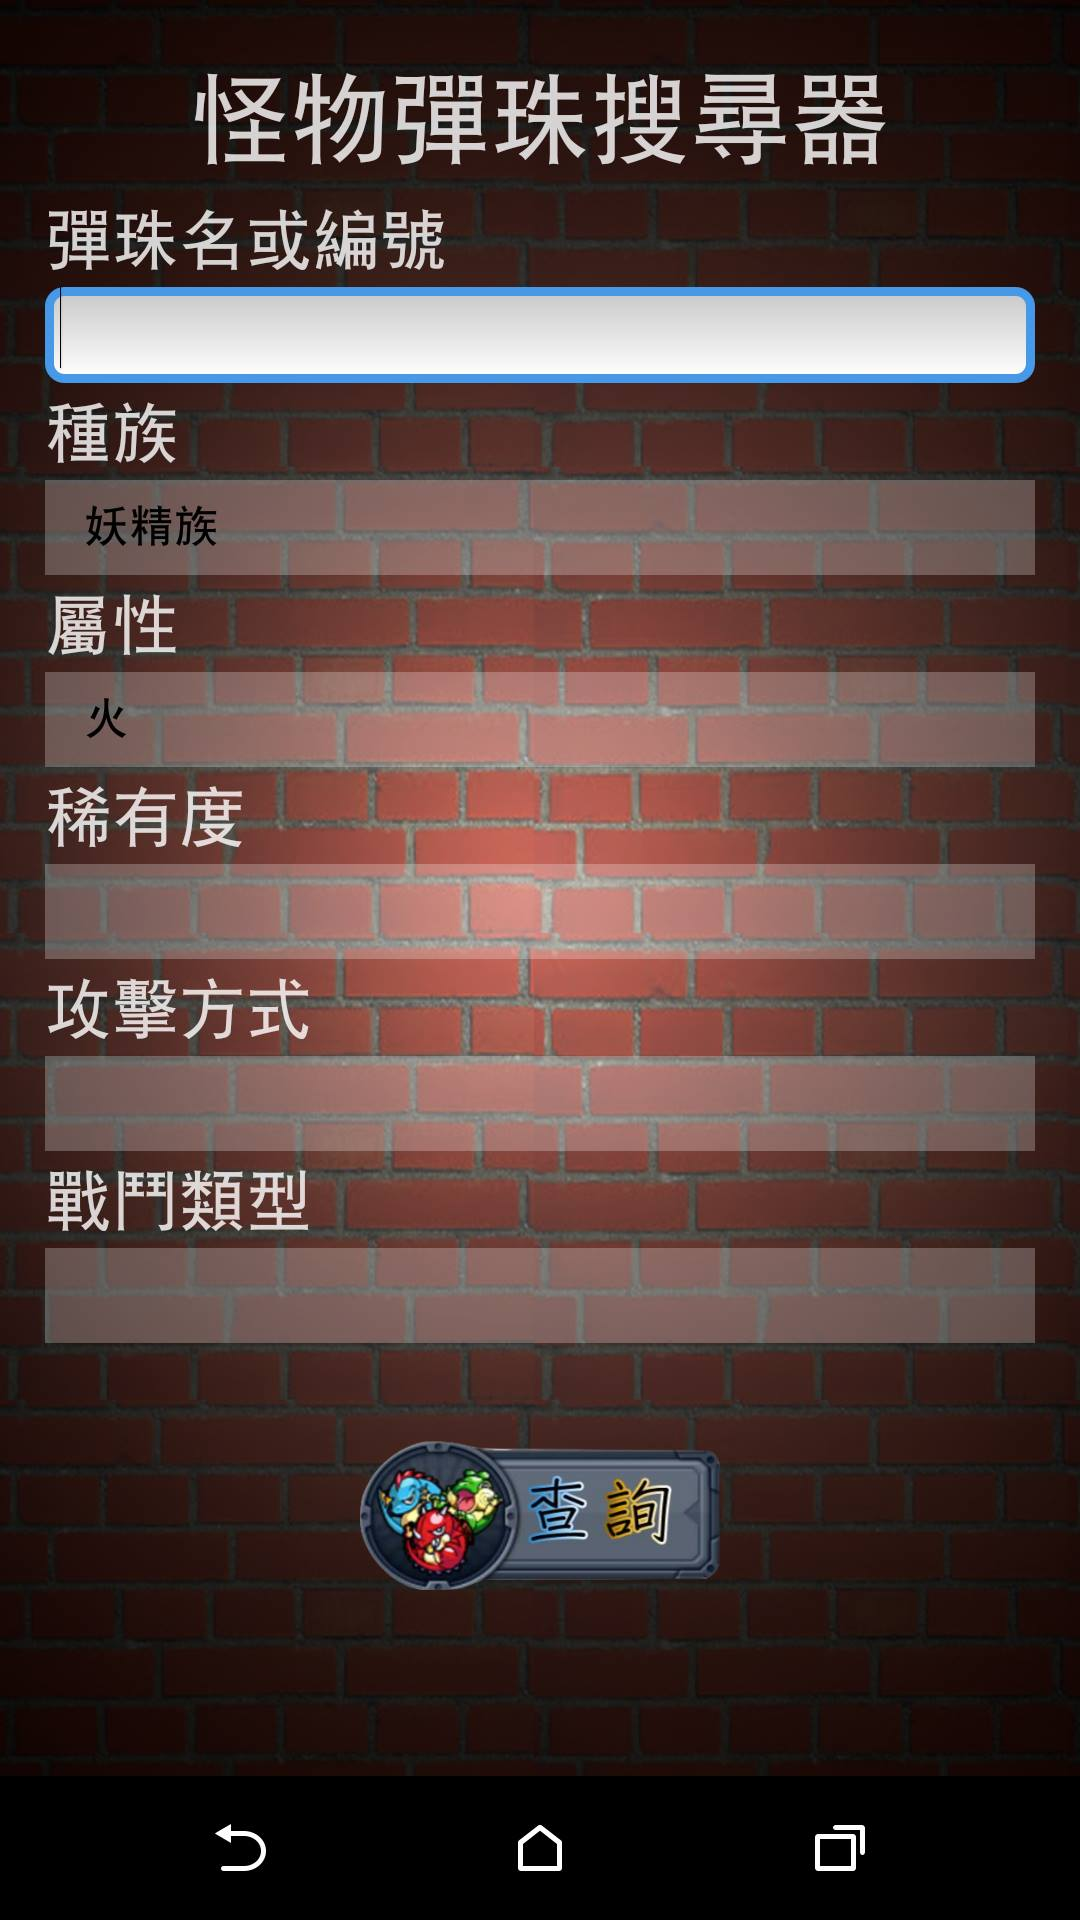 怪物彈珠搜尋器
彈珠名或編號
種族
妖精族
屬性
火
稀有度
攻擊方式
戰鬥類型
查詢